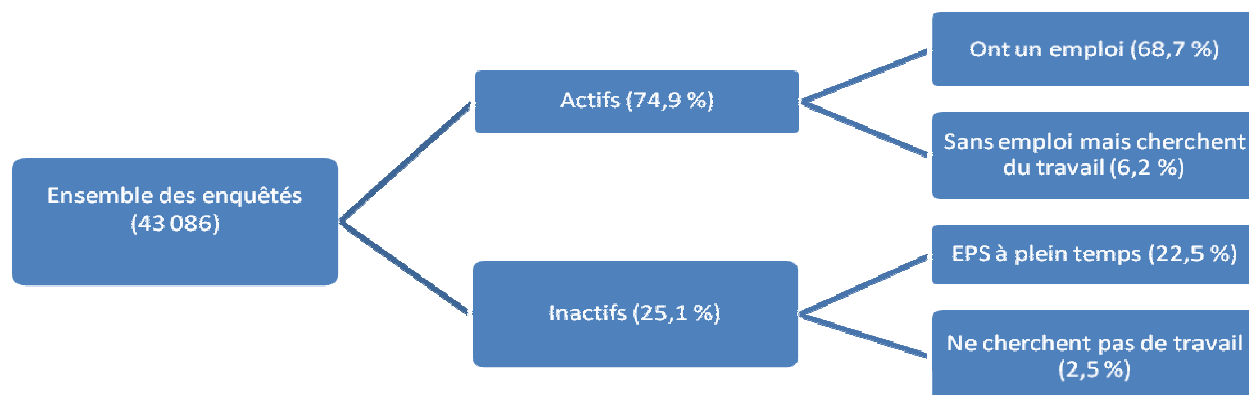 Ensemble des enquêtés
(43 086)
Actifs (74,9 %)
Inactifs (25,1 %)
Ont un emploi (68,7 %)
Sans emploi mais cherchent
du travail (6,2 %)
EPS à plein temps (22,5 %)
Ne cherchent pas de travail
(2,5 %)